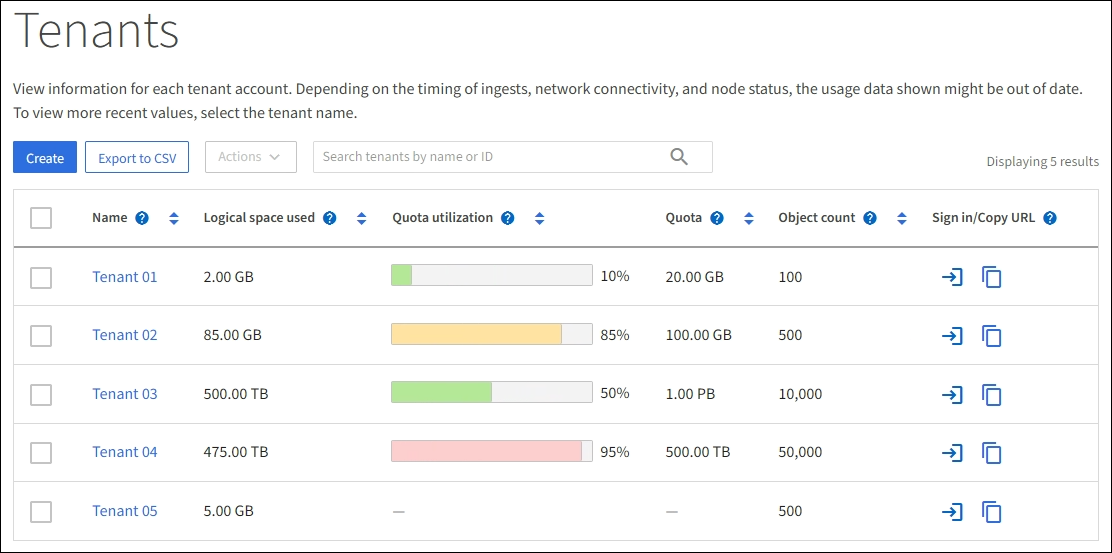 Tenants
View information for each tenant account. Depending on the timing of ingests, network connectivity, and node status, the usage data shown might be out of date.
To view more recent values, select the tenant name.
Create Export to CSV Actions Search tenants by name or ID Displaying 5 results
Name ? Logical space used ? Quota utilization ? Quota ? Object count ? Sign in/Copy URL ?
Tenant 01 2.00 GB 10% 20.00 GB 100
Tenant 02 85.00 GB 85% 100.00 GB 500
Tenant 03 500.00 TB 50% 1.00 PB 10,000
Tenant 04 475.00 TB 95% 500.00 TB 50,000
Tenant 05 5.00 GB — — 500